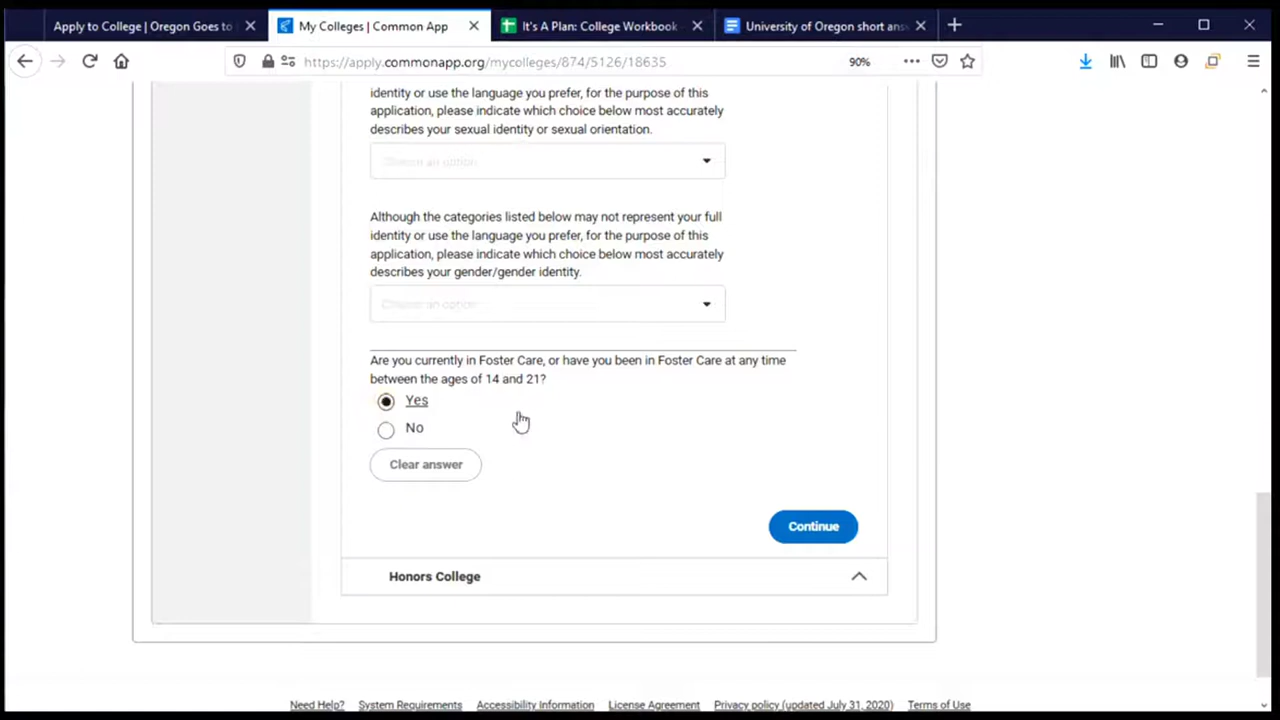 Apply to College | Oregon Goes to
My Colleges | Common App
It's A Plan: College Workbook
University of Oregon short ans
https://apply.commonapp.org/mycolleges/874/5126/18635
90%
identity or use the language you prefer, for the purpose of this
application, please indicate which choice below most accurately
describes your sexual identity or sexual orientation.
Choose an option
Although the categories listed below may not represent your full
identity or use the language you prefer, for the purpose of this
application, please indicate which choice below most accurately
describes your gender/gender identity.
Choose an option
Are you currently in Foster Care, or have you been in Foster Care at any time
between the ages of 14 and 21?
Yes
No
Clear answer
Continue
Honors College
Need Help? System Requirements Accessibility Information License Agreement Privacy policy (updated July 31, 2020) Terms of Use